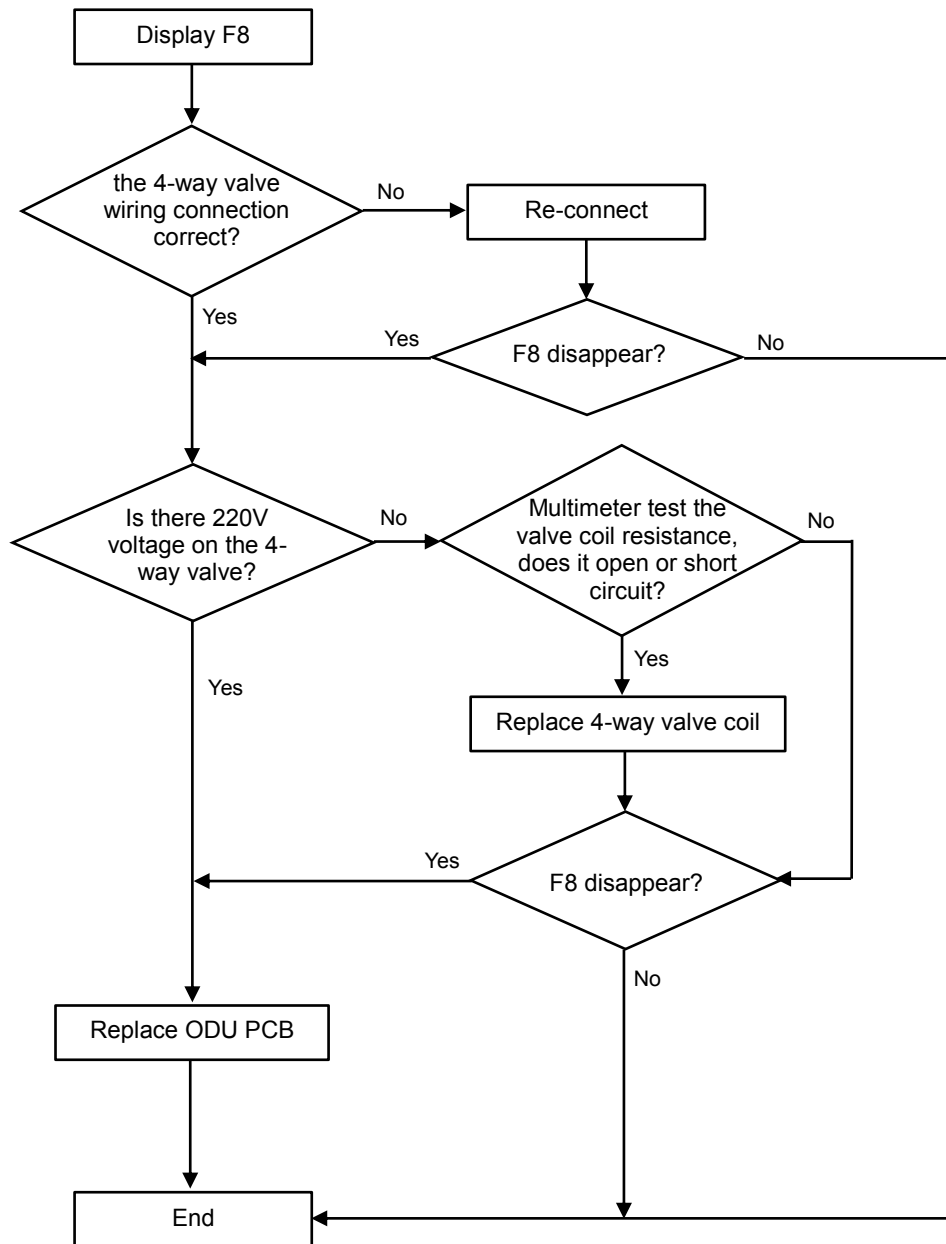 Display F8
the 4-way valve
wiring connection
correct?
No
Re-connect
Yes
Yes
F8 disappear?
No
Is there 220V
voltage on the 4-
way valve?
No
Multimeter test the
valve coil resistance,
does it open or short
circuit?
No
Yes
Yes
Replace 4-way valve coil
Yes
F8 disappear?
No
Replace ODU PCB
End